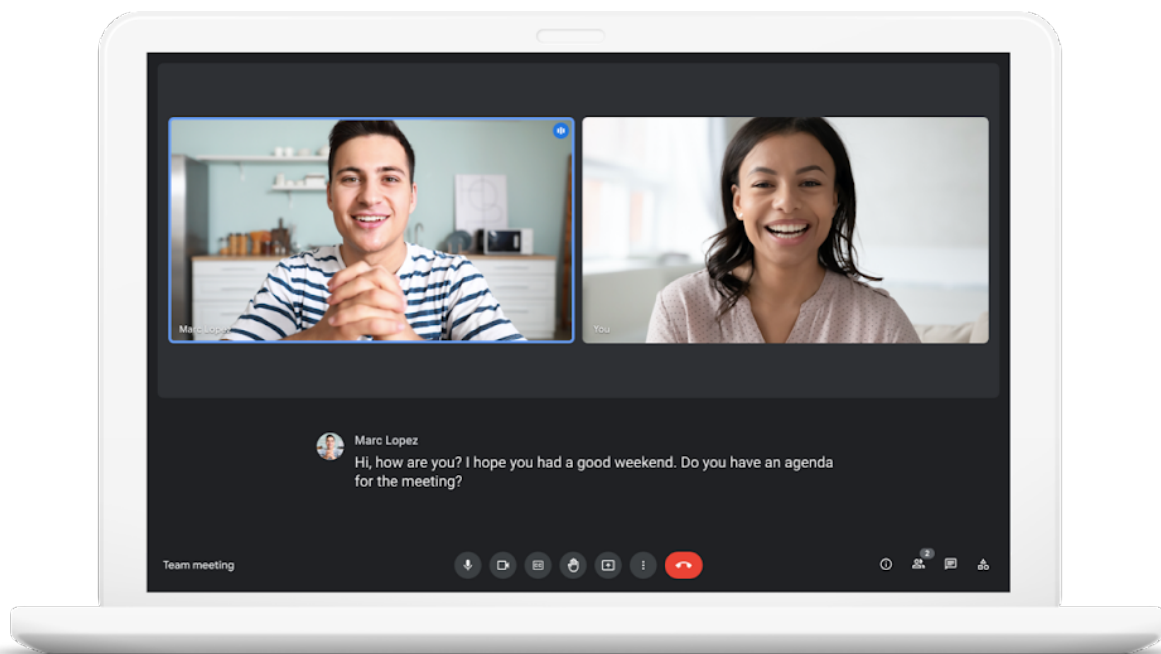 Marc Lopez
You
Marc Lopez
Hi, how are you? I hope you had a good weekend. Do you have an agenda
for the meeting?
2
Team meeting